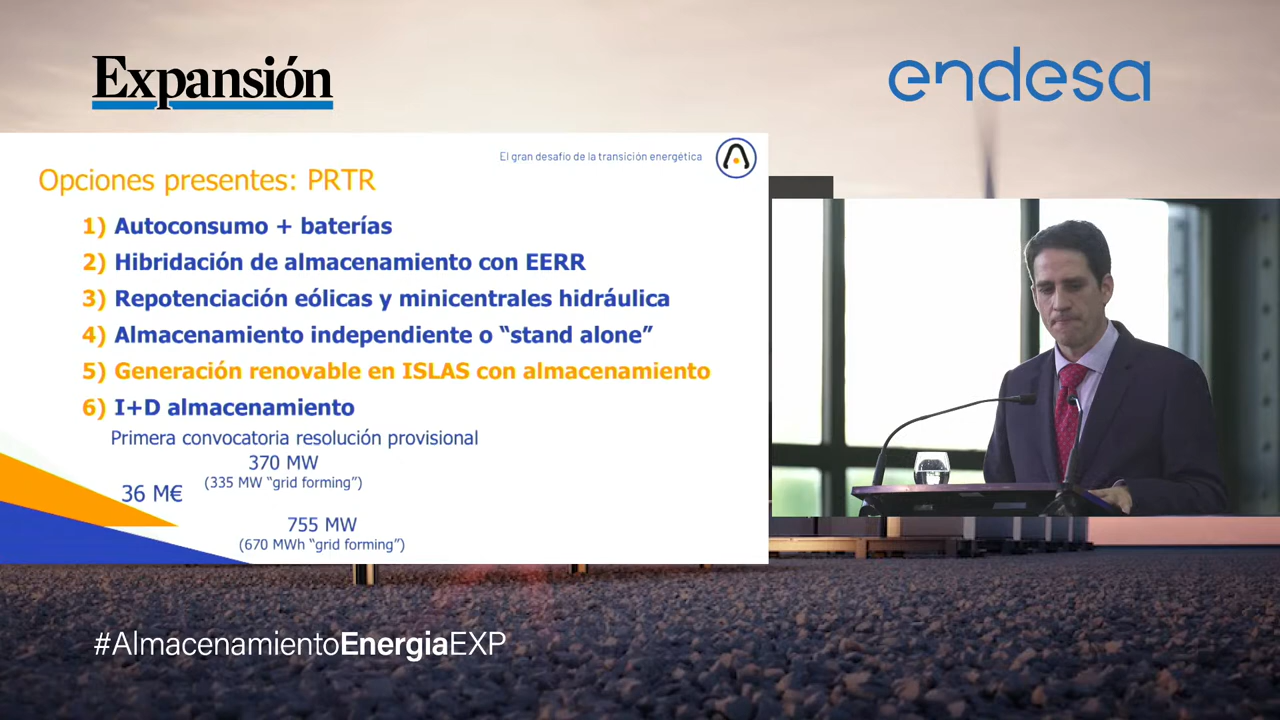 Expansión
endesa
El gran desafío de la transición energética
Opciones presentes: PRTR
1) Autoconsumo + baterías
2) Hibridación de almacenamiento con EERR
3) Repotenciación eólicas y minicentrales hidráulica
4) Almacenamiento independiente o “stand alone”
5) Generación renovable en ISLAS con almacenamiento
6) I+D almacenamiento
Primera convocatoria resolución provisional
370 MW
(335 MW “grid forming”)
36 M€
755 MW
(670 MWh “grid forming”)
#AlmacenamientoEnergiaEXP